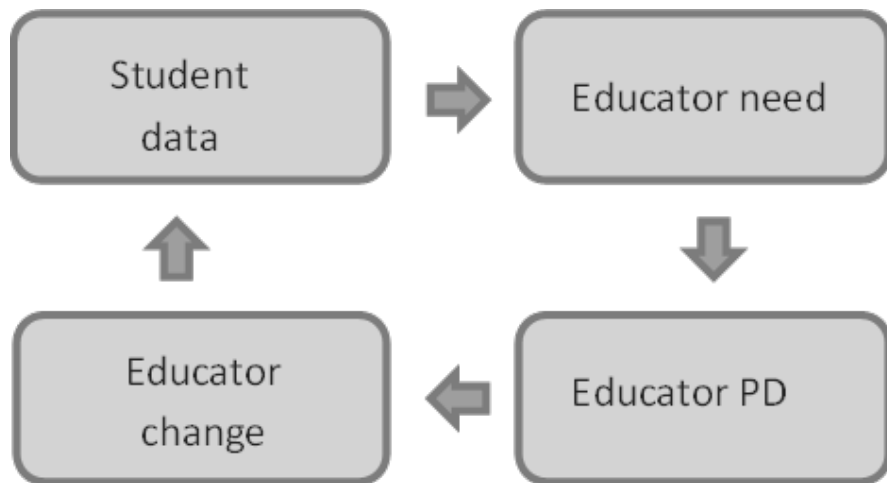 Student
data
Educator need
Educator
change
Educator PD